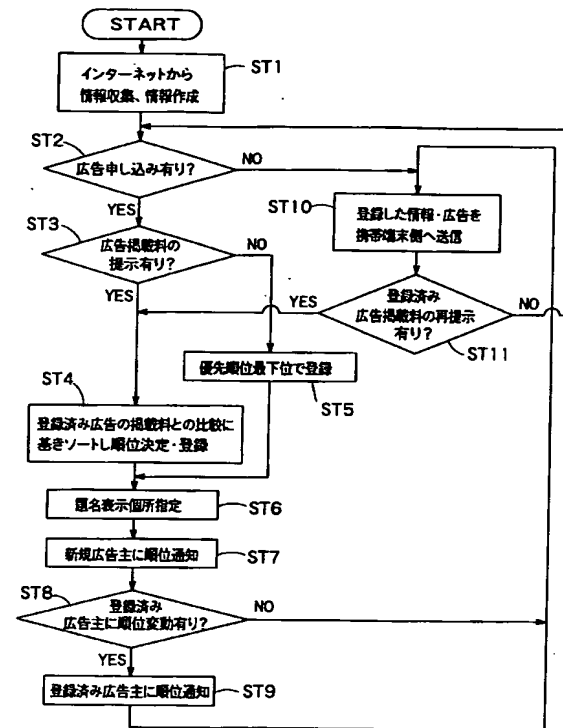 START
インターネットから
情報収集、情報作成
ST1
ST2
広告申し込み有り?
NO
YES
ST3
広告掲載料の
提示有り?
NO
YES
ST10
登録した情報・広告を
携帯端末側へ送信
登録済み
広告掲載料の再提示
有り?
YES
NO
ST11
優先順位最下位で登録
ST5
ST4
登録済み広告の掲載料との比較に
基きソートし順位決定・登録
題名表示個所指定
ST6
新規広告主に順位通知
ST7
ST8
登録済み
広告主に順位変動有り?
NO
YES
登録済み広告主に順位通知
ST9